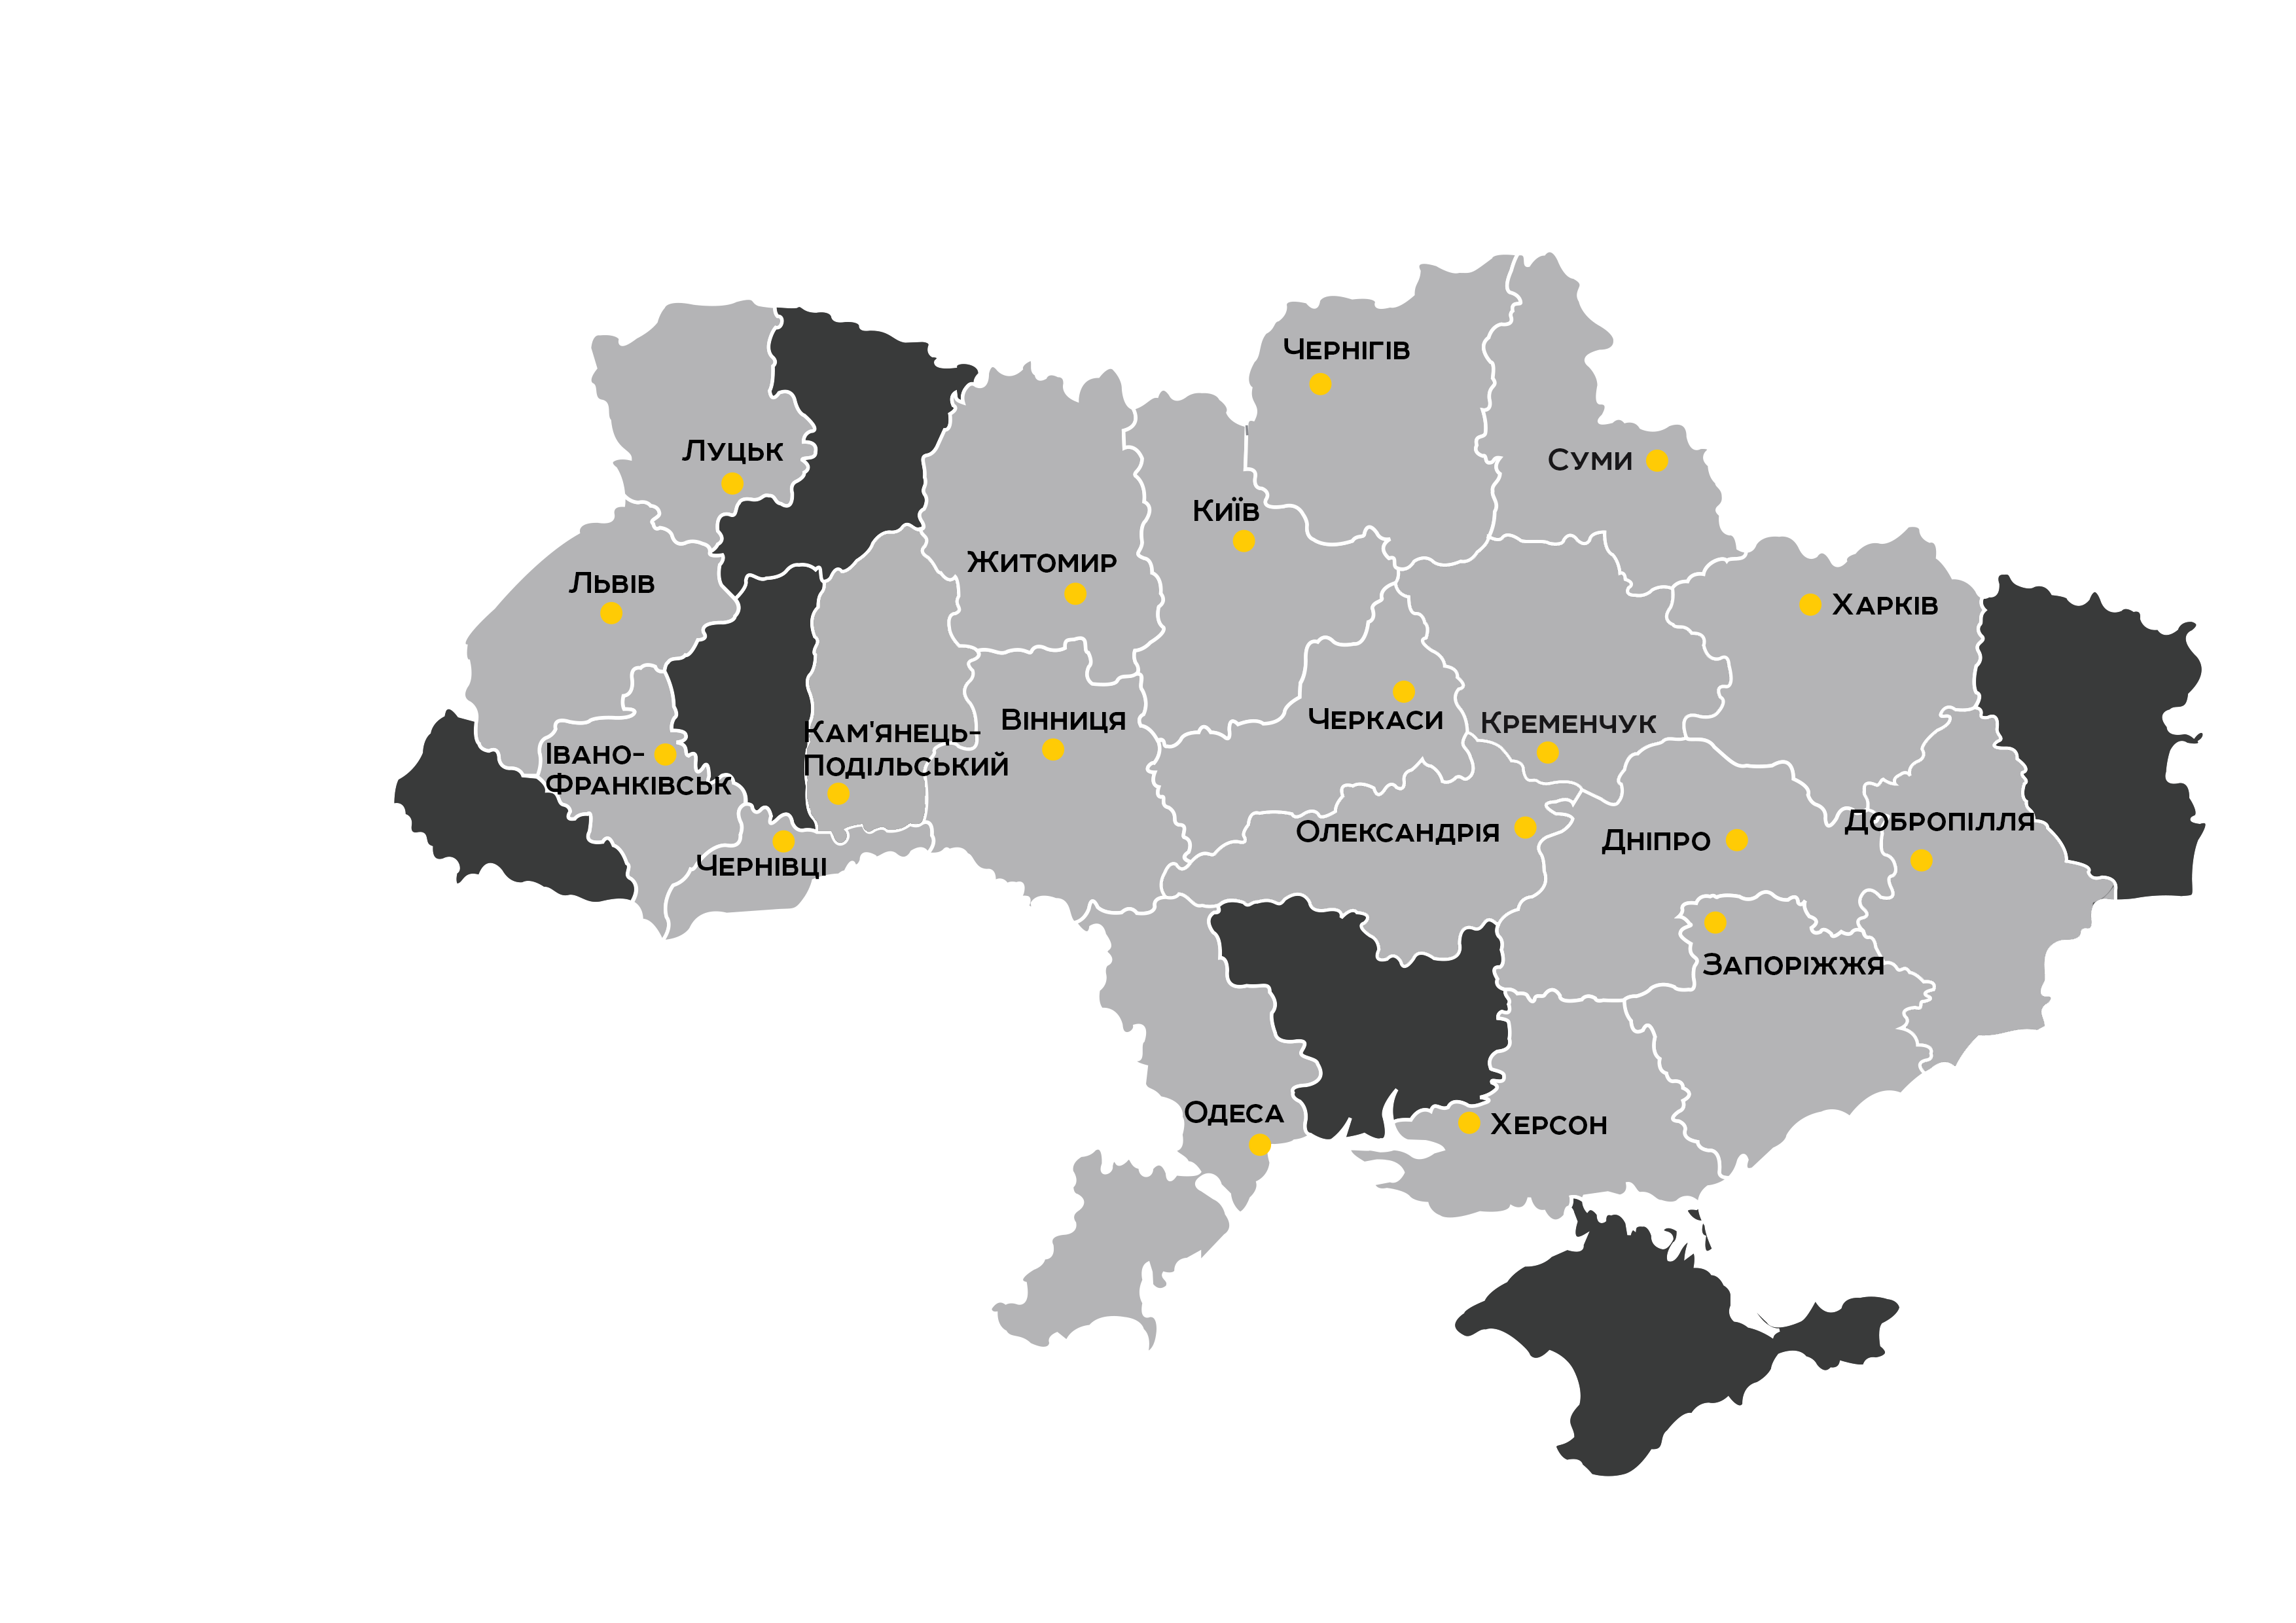 Чернігів
Луцьк
Суми
Київ
Житомир
Львів
Харків
Черкаси
Вінниця
Кременчук
Кам'янець-
Подільський
Івано-
Франківськ
Добропілля
Олександрія
Дніпро
Чернівці
Запоріжжя
Одеса
Херсон